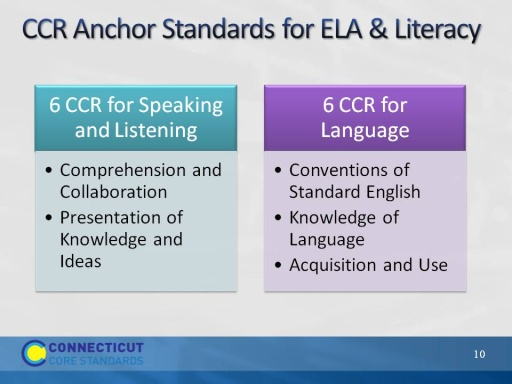 CCR Anchor Standards for ELA & Literacy
6 CCR for Speaking
and Listening
• Comprehension and
Collaboration
• Presentation of
Knowledge and
Ideas
6 CCR for
Language
• Conventions of
Standard English
• Knowledge of
Language
• Acquisition and Use
CONNECTICUT
CORE STANDARDS
10